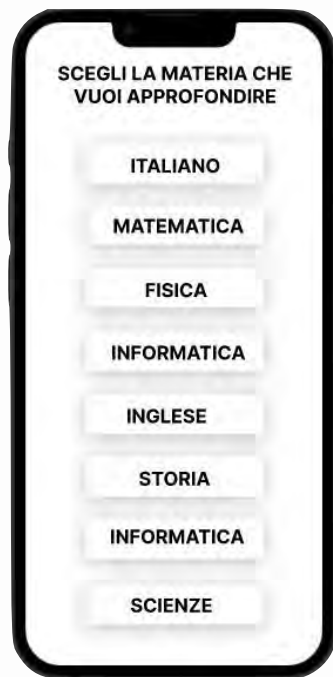 SCEGLI LA MATERIA CHE
VUOI APPROFONDIRE
ITALIANO
MATEMATICA
FISICA
INFORMATICA
INGLESE
STORIA
INFORMATICA
SCIENZE